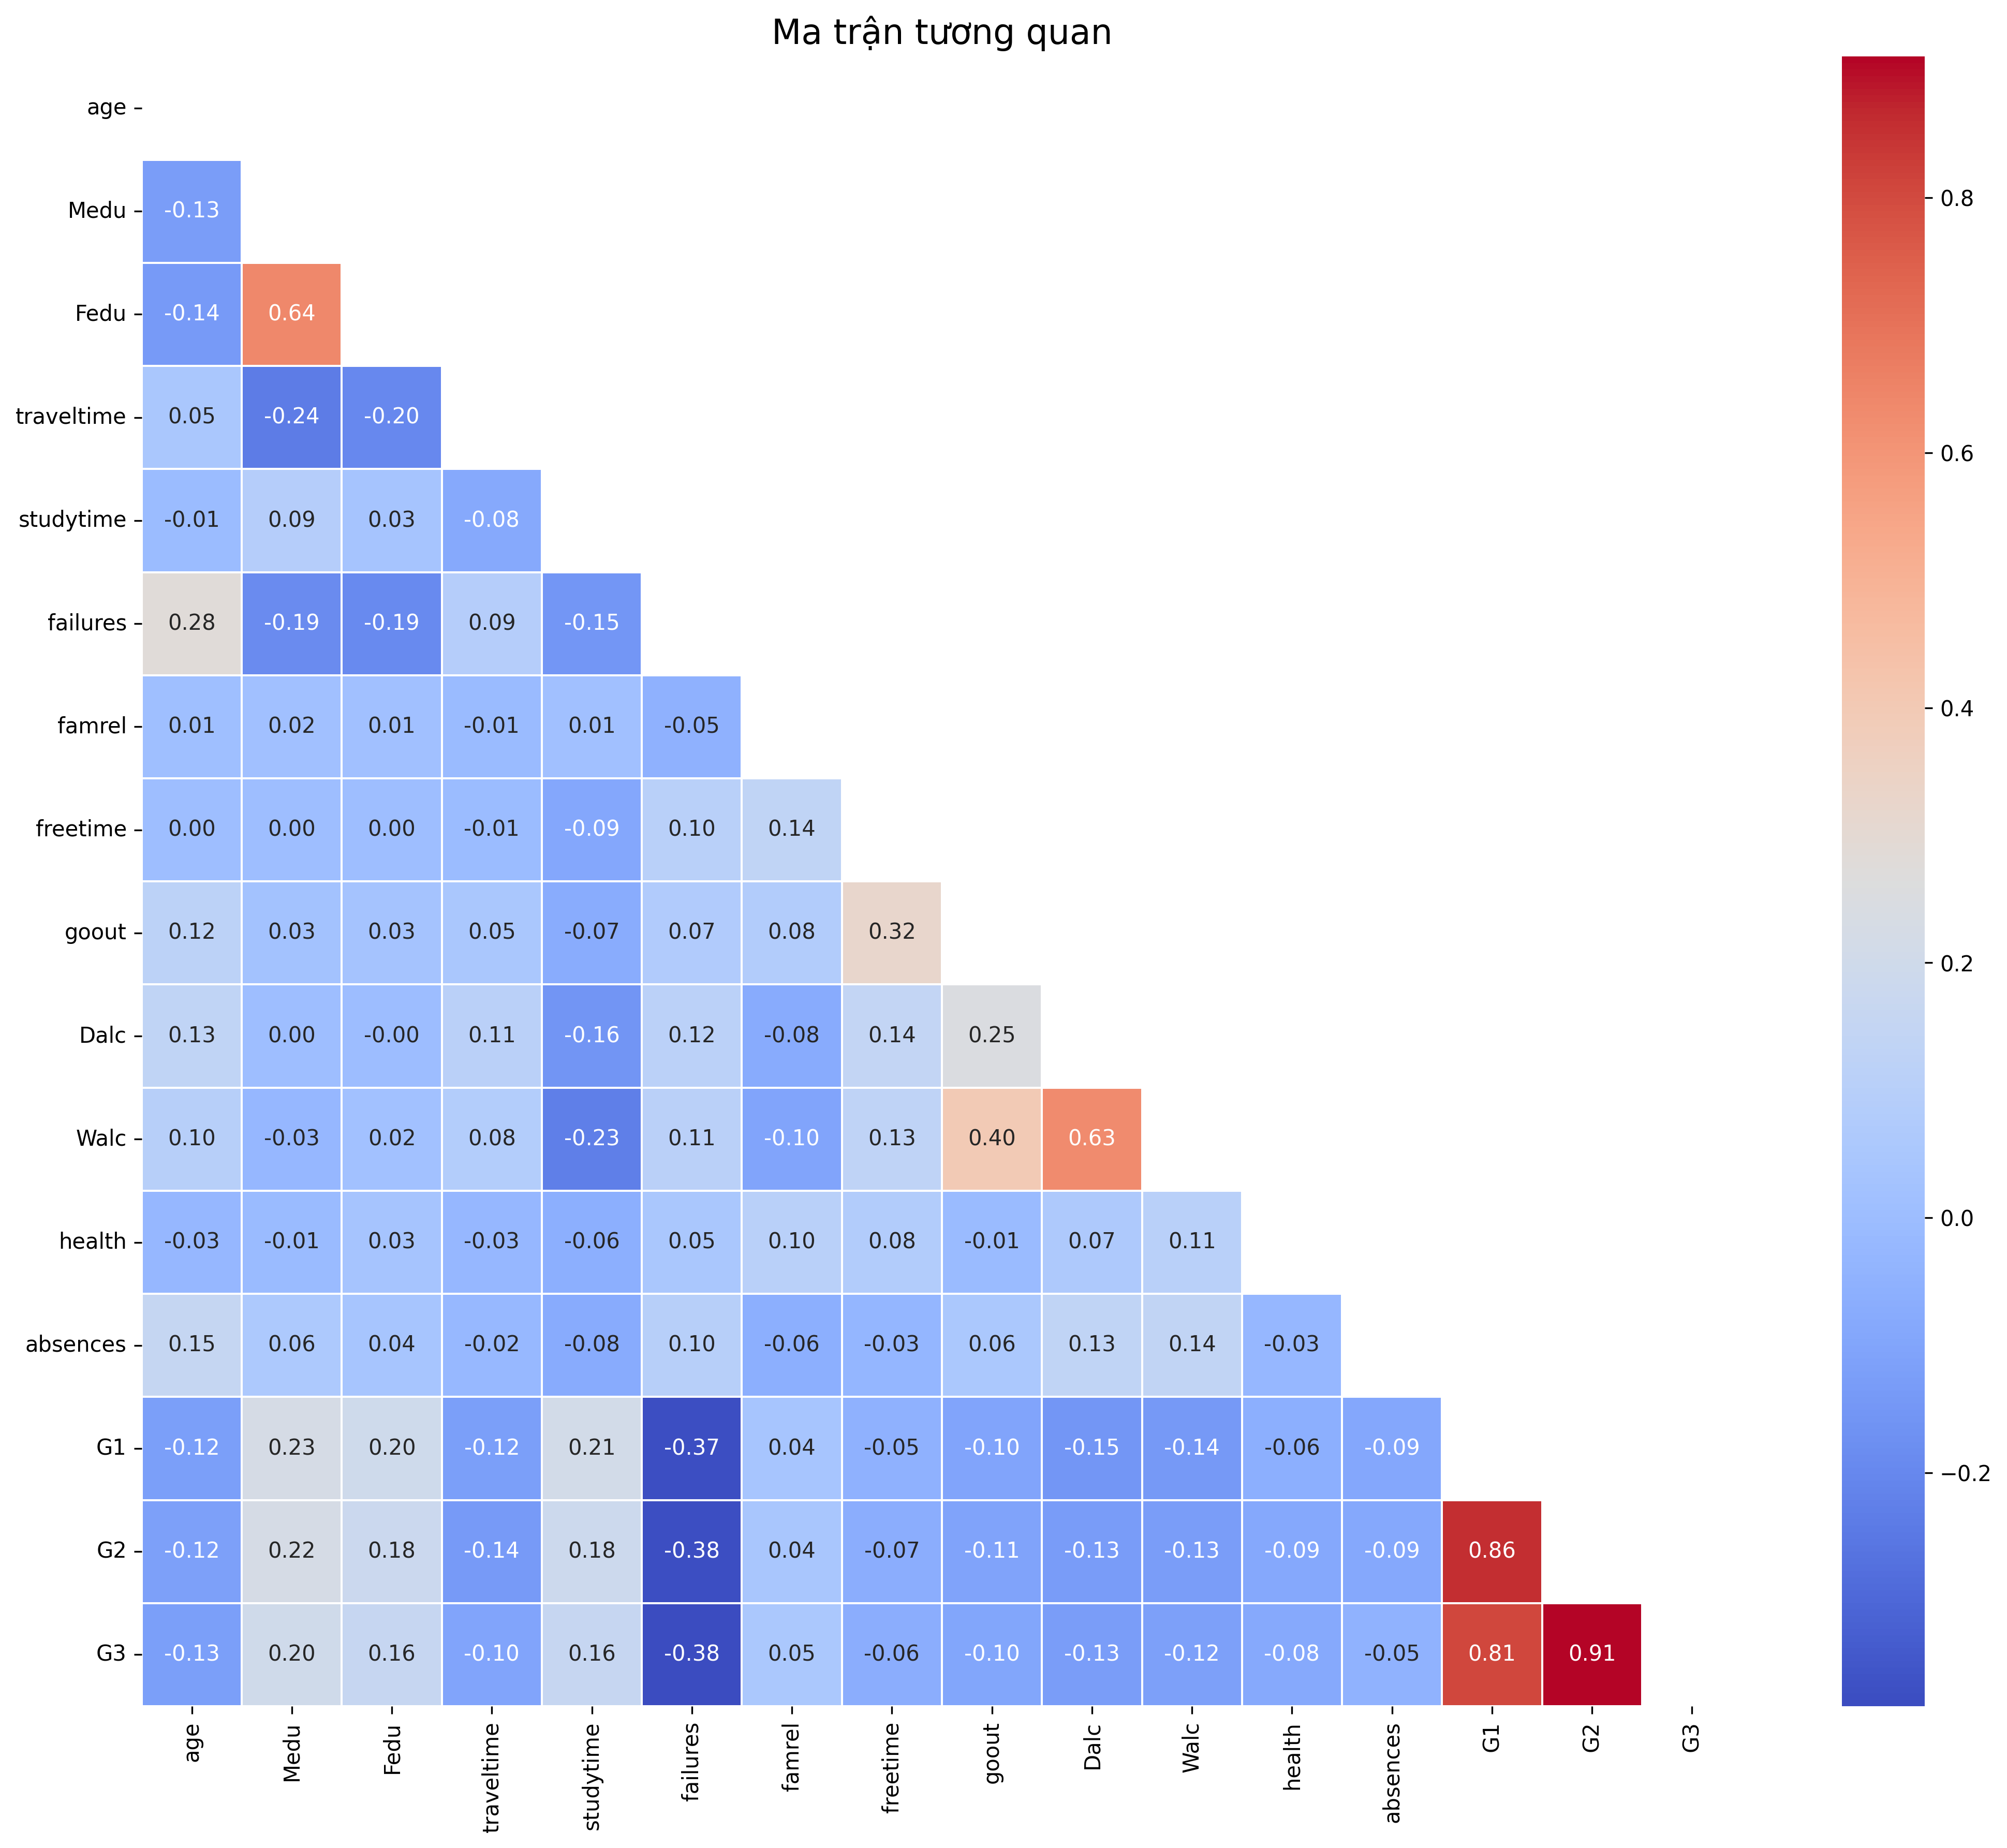 Ma trận tương quan
age
Medu -0.13
Fedu -0.14 0.64
traveltime 0.05 -0.24 -0.20
studytime -0.01 0.09 0.03 -0.08
failures 0.28 -0.19 -0.19 0.09 -0.15
famrel 0.01 0.02 0.01 -0.01 0.01 -0.05
freetime 0.00 0.00 0.00 -0.01 -0.09 0.10 0.14
goout 0.12 0.03 0.03 0.05 -0.07 0.07 0.08 0.32
Dalc 0.13 0.00 -0.00 0.11 -0.16 0.12 -0.08 0.14 0.25
Walc 0.10 -0.03 0.02 0.08 -0.23 0.11 -0.10 0.13 0.40 0.63
health -0.03 -0.01 0.03 -0.03 -0.06 0.05 0.10 0.08 -0.01 0.07 0.11
absences 0.15 0.06 0.04 -0.02 -0.08 0.10 -0.06 -0.03 0.06 0.13 0.14 -0.03
G1 -0.12 0.23 0.20 -0.12 0.21 -0.37 0.04 -0.05 -0.10 -0.15 -0.14 -0.06 -0.09
G2 -0.12 0.22 0.18 -0.14 0.18 -0.38 0.04 -0.07 -0.11 -0.13 -0.13 -0.09 -0.09 0.86
G3 -0.13 0.20 0.16 -0.10 0.16 -0.38 0.05 -0.06 -0.10 -0.13 -0.12 -0.08 -0.05 0.81 0.91
age Medu Fedu traveltime studytime failures famrel freetime goout Dalc Walc health absences G1 G2 G3
0.8
0.6
0.4
0.2
0.0
−0.2